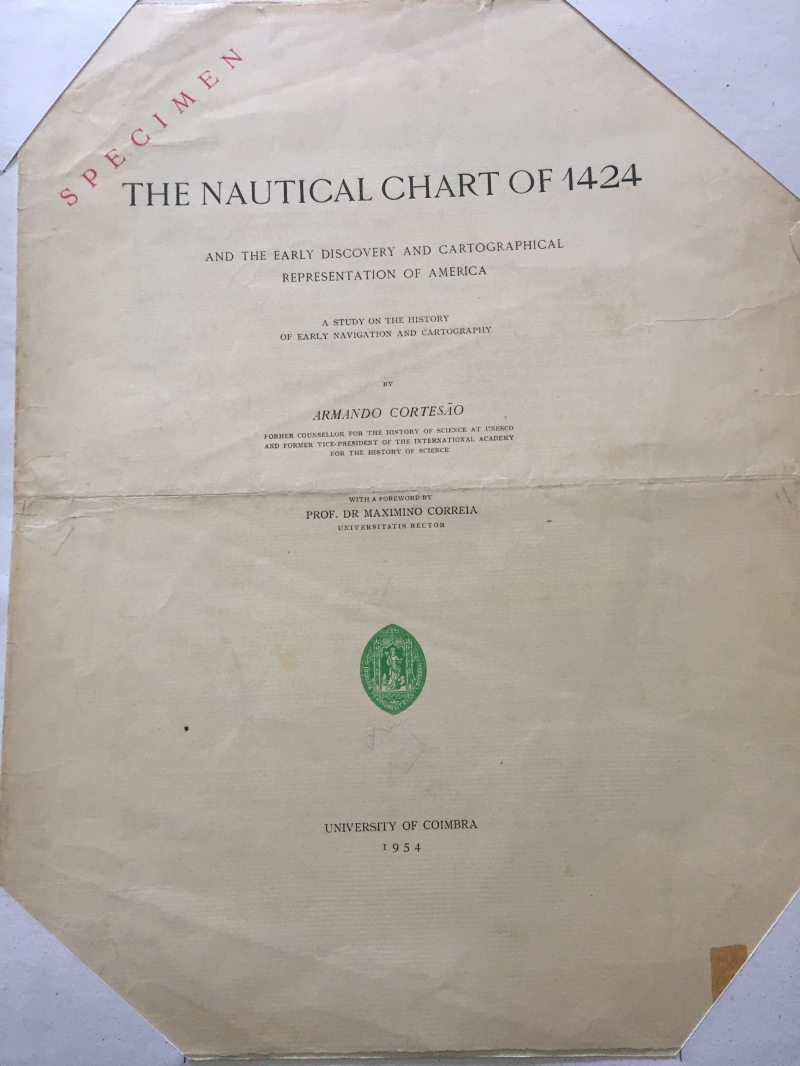 SPECIMEN
THE NAUTICAL CHART OF 1424
AND THE EARLY DISCOVERY AND CARTOGRAPHICAL
REPRESENTATION OF AMERICA
A STUDY ON THE HISTORY
OF EARLY NAVIGATION AND CARTOGRAPHY
BY
ARMANDO CORTESÃO
FORMER COUNSELLOR FOR THE HISTORY OF SCIENCE AT UNESCO
AND FORMER VICE-PRESIDENT OF THE INTERNATIONAL ACADEMY
FOR THE HISTORY OF SCIENCE
WITH A FOREWORD BY
PROF. DR MAXIMINO CORREIA
UNIVERSITATIS RECTOR
UNIVERSITY OF COIMBRA
1954